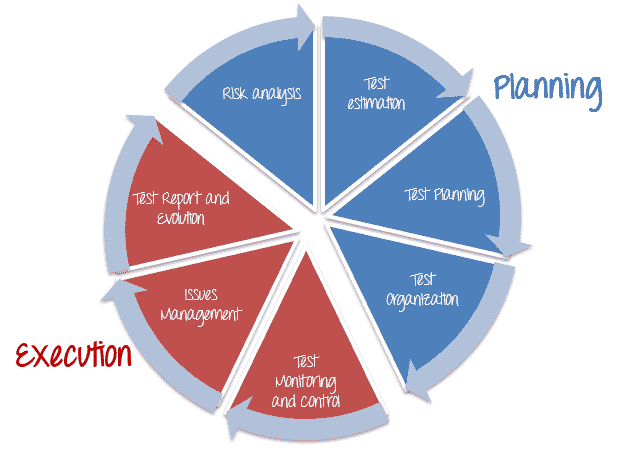 Planning
Risk analysis
Test
estimation
Test Planning
Test
Organization
Test
Monitoring
and control
Issues
Management
Test Report and
Evolution
Execution